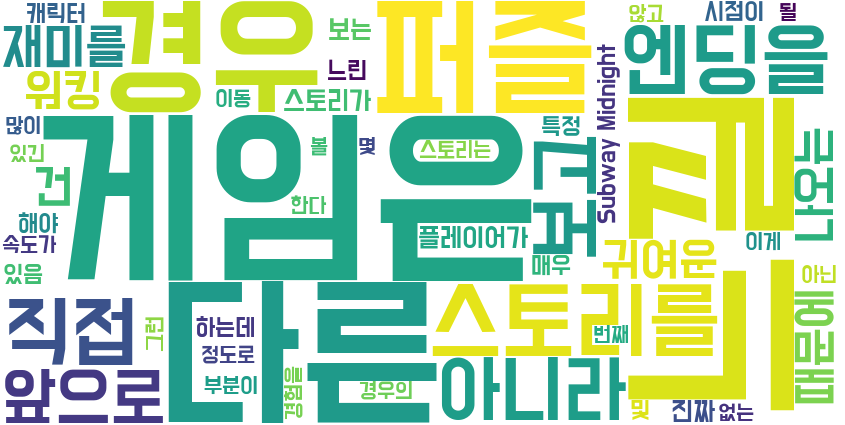 캐릭터
재미를
경우
보는
퍼즐
않고
시점이
될
엔딩을
워킹
느린
이동
스토리가
많이
있긴
게임은
볼
몇
스토리는
특정
보고
Subway Midnight
끼
건
한다
해야
속도가
플레이어가
매우
귀여운
이게
있음
아닌
직접
다른
스토리를
그런
하는데
정도로
번째
앞으로
부분이
경험을
경우의
아니라
및
진짜
없는